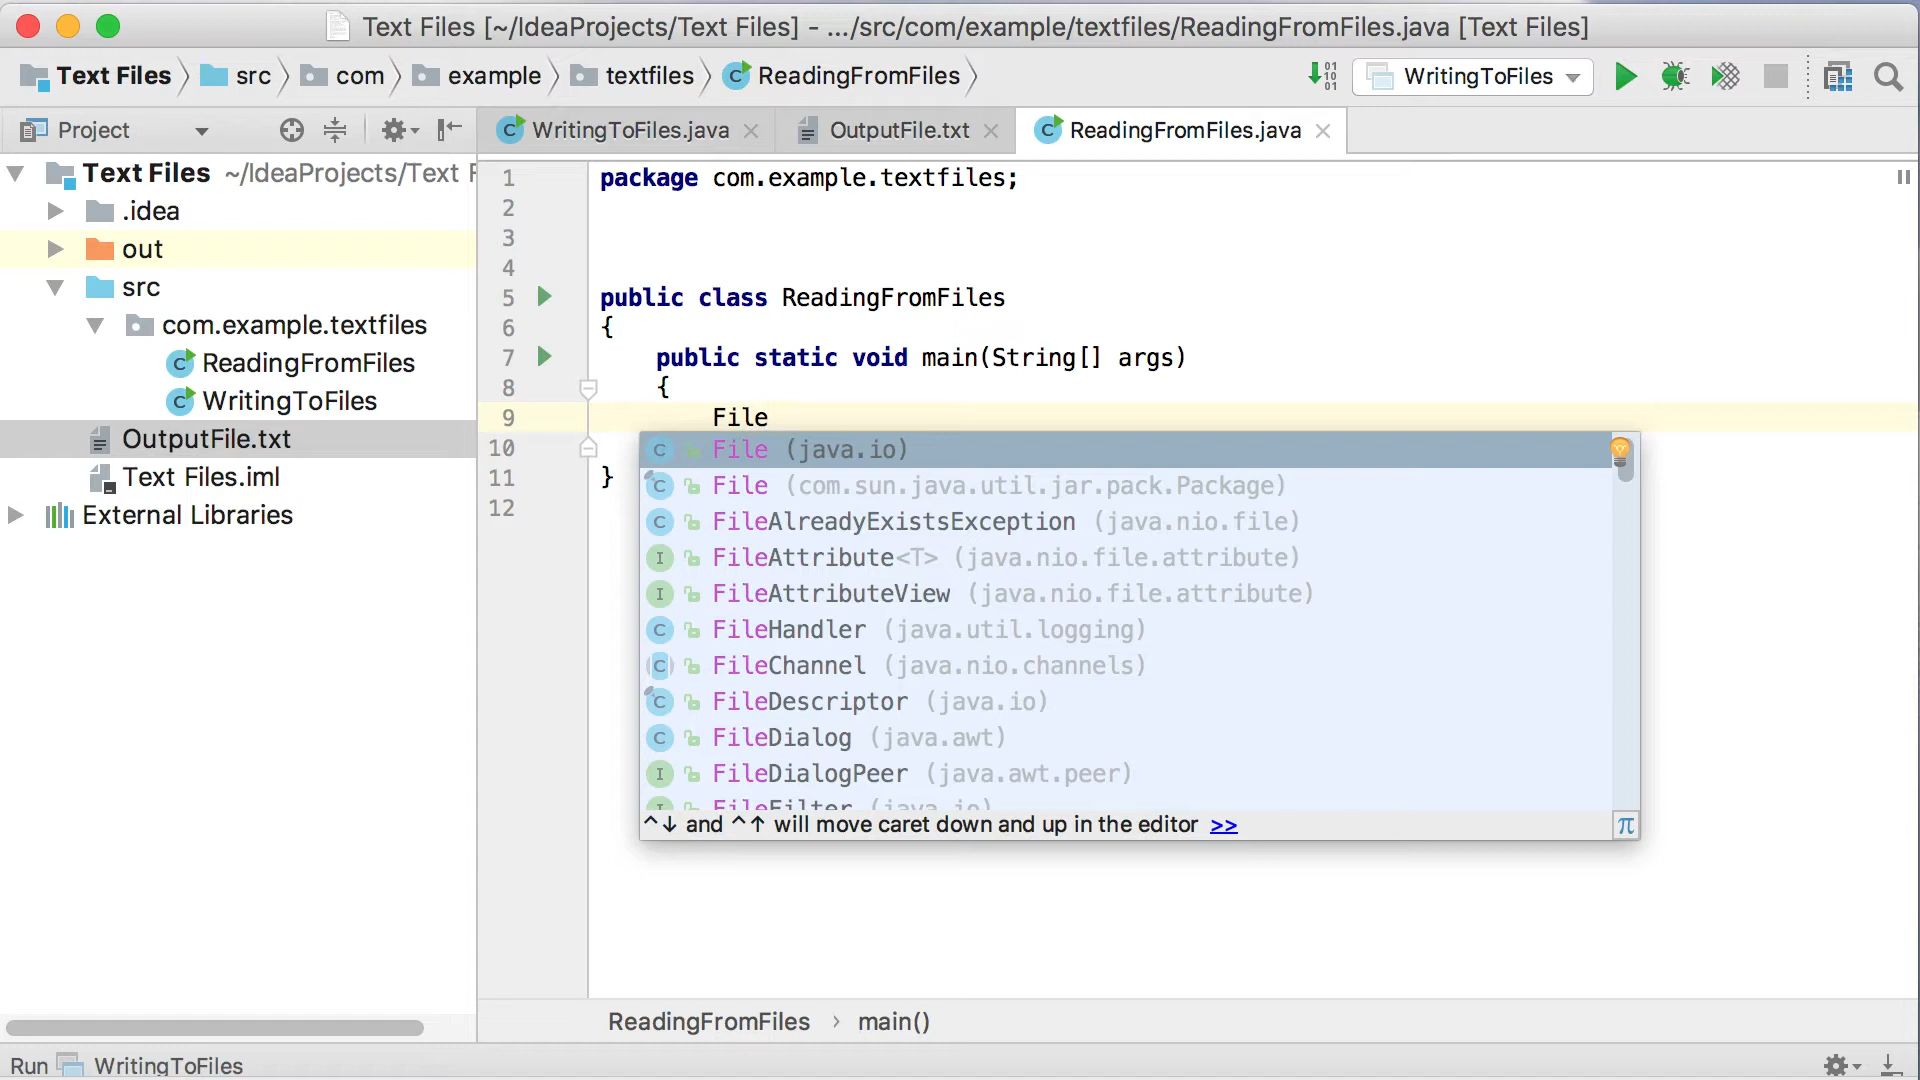 Text Files [~/IdeaProjects/Text Files] - .../src/com/example/textfiles/ReadingFromFiles.java [Text Files]
Text Files src com example textfiles ReadingFromFiles WritingToFiles
Project
WritingToFiles.java OutputFile.txt ReadingFromFiles.java
Text Files ~/IdeaProjects/Text F
.idea
out
src
com.example.textfiles
ReadingFromFiles
WritingToFiles
OutputFile.txt
Text Files.iml
External Libraries
1 package com.example.textfiles;
2
3
4
5 public class ReadingFromFiles
6 {
7 public static void main(String[] args)
8 {
9 File
10
11 }
12
File (java.io)
File (com.sun.java.util.jar.pack.Package)
FileAlreadyExistsException (java.nio.file)
FileAttribute<T> (java.nio.file.attribute)
FileAttributeView (java.nio.file.attribute)
FileHandler (java.util.logging)
FileChannel (java.nio.channels)
FileDescriptor (java.io)
FileDialog (java.awt)
FileDialogPeer (java.awt.peer)
FileFilter (java.io)
^↓ and ^↑ will move caret down and up in the editor >>
π
ReadingFromFiles › main()
Run WritingToFiles